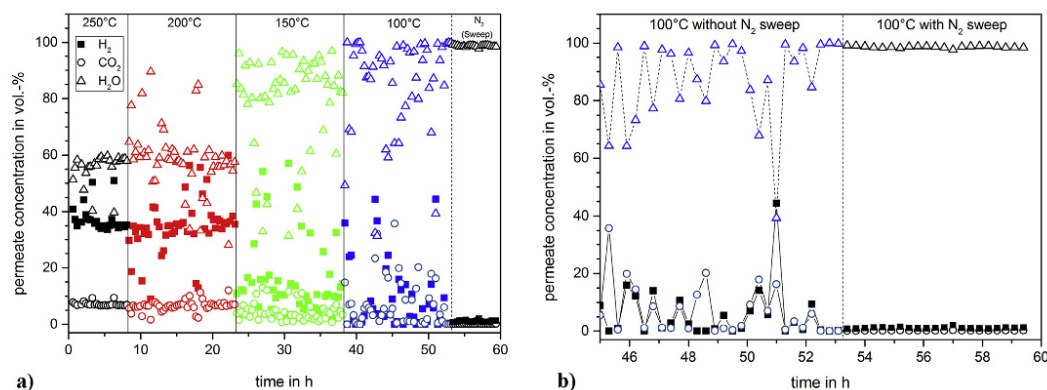 250°C 200°C 150°C 100°C N₂ (Sweep)
100
80
60
40
20
0
H₂
CO₂
H₂O
permeate concentration in vol.-%
0 10 20 30 40 50 60
time in h
a)
100°C without N₂ sweep 100°C with N₂ sweep
100
80
60
40
20
0
permeate concentration in vol.-%
46 48 50 52 54 56 58 60
time in h
b)